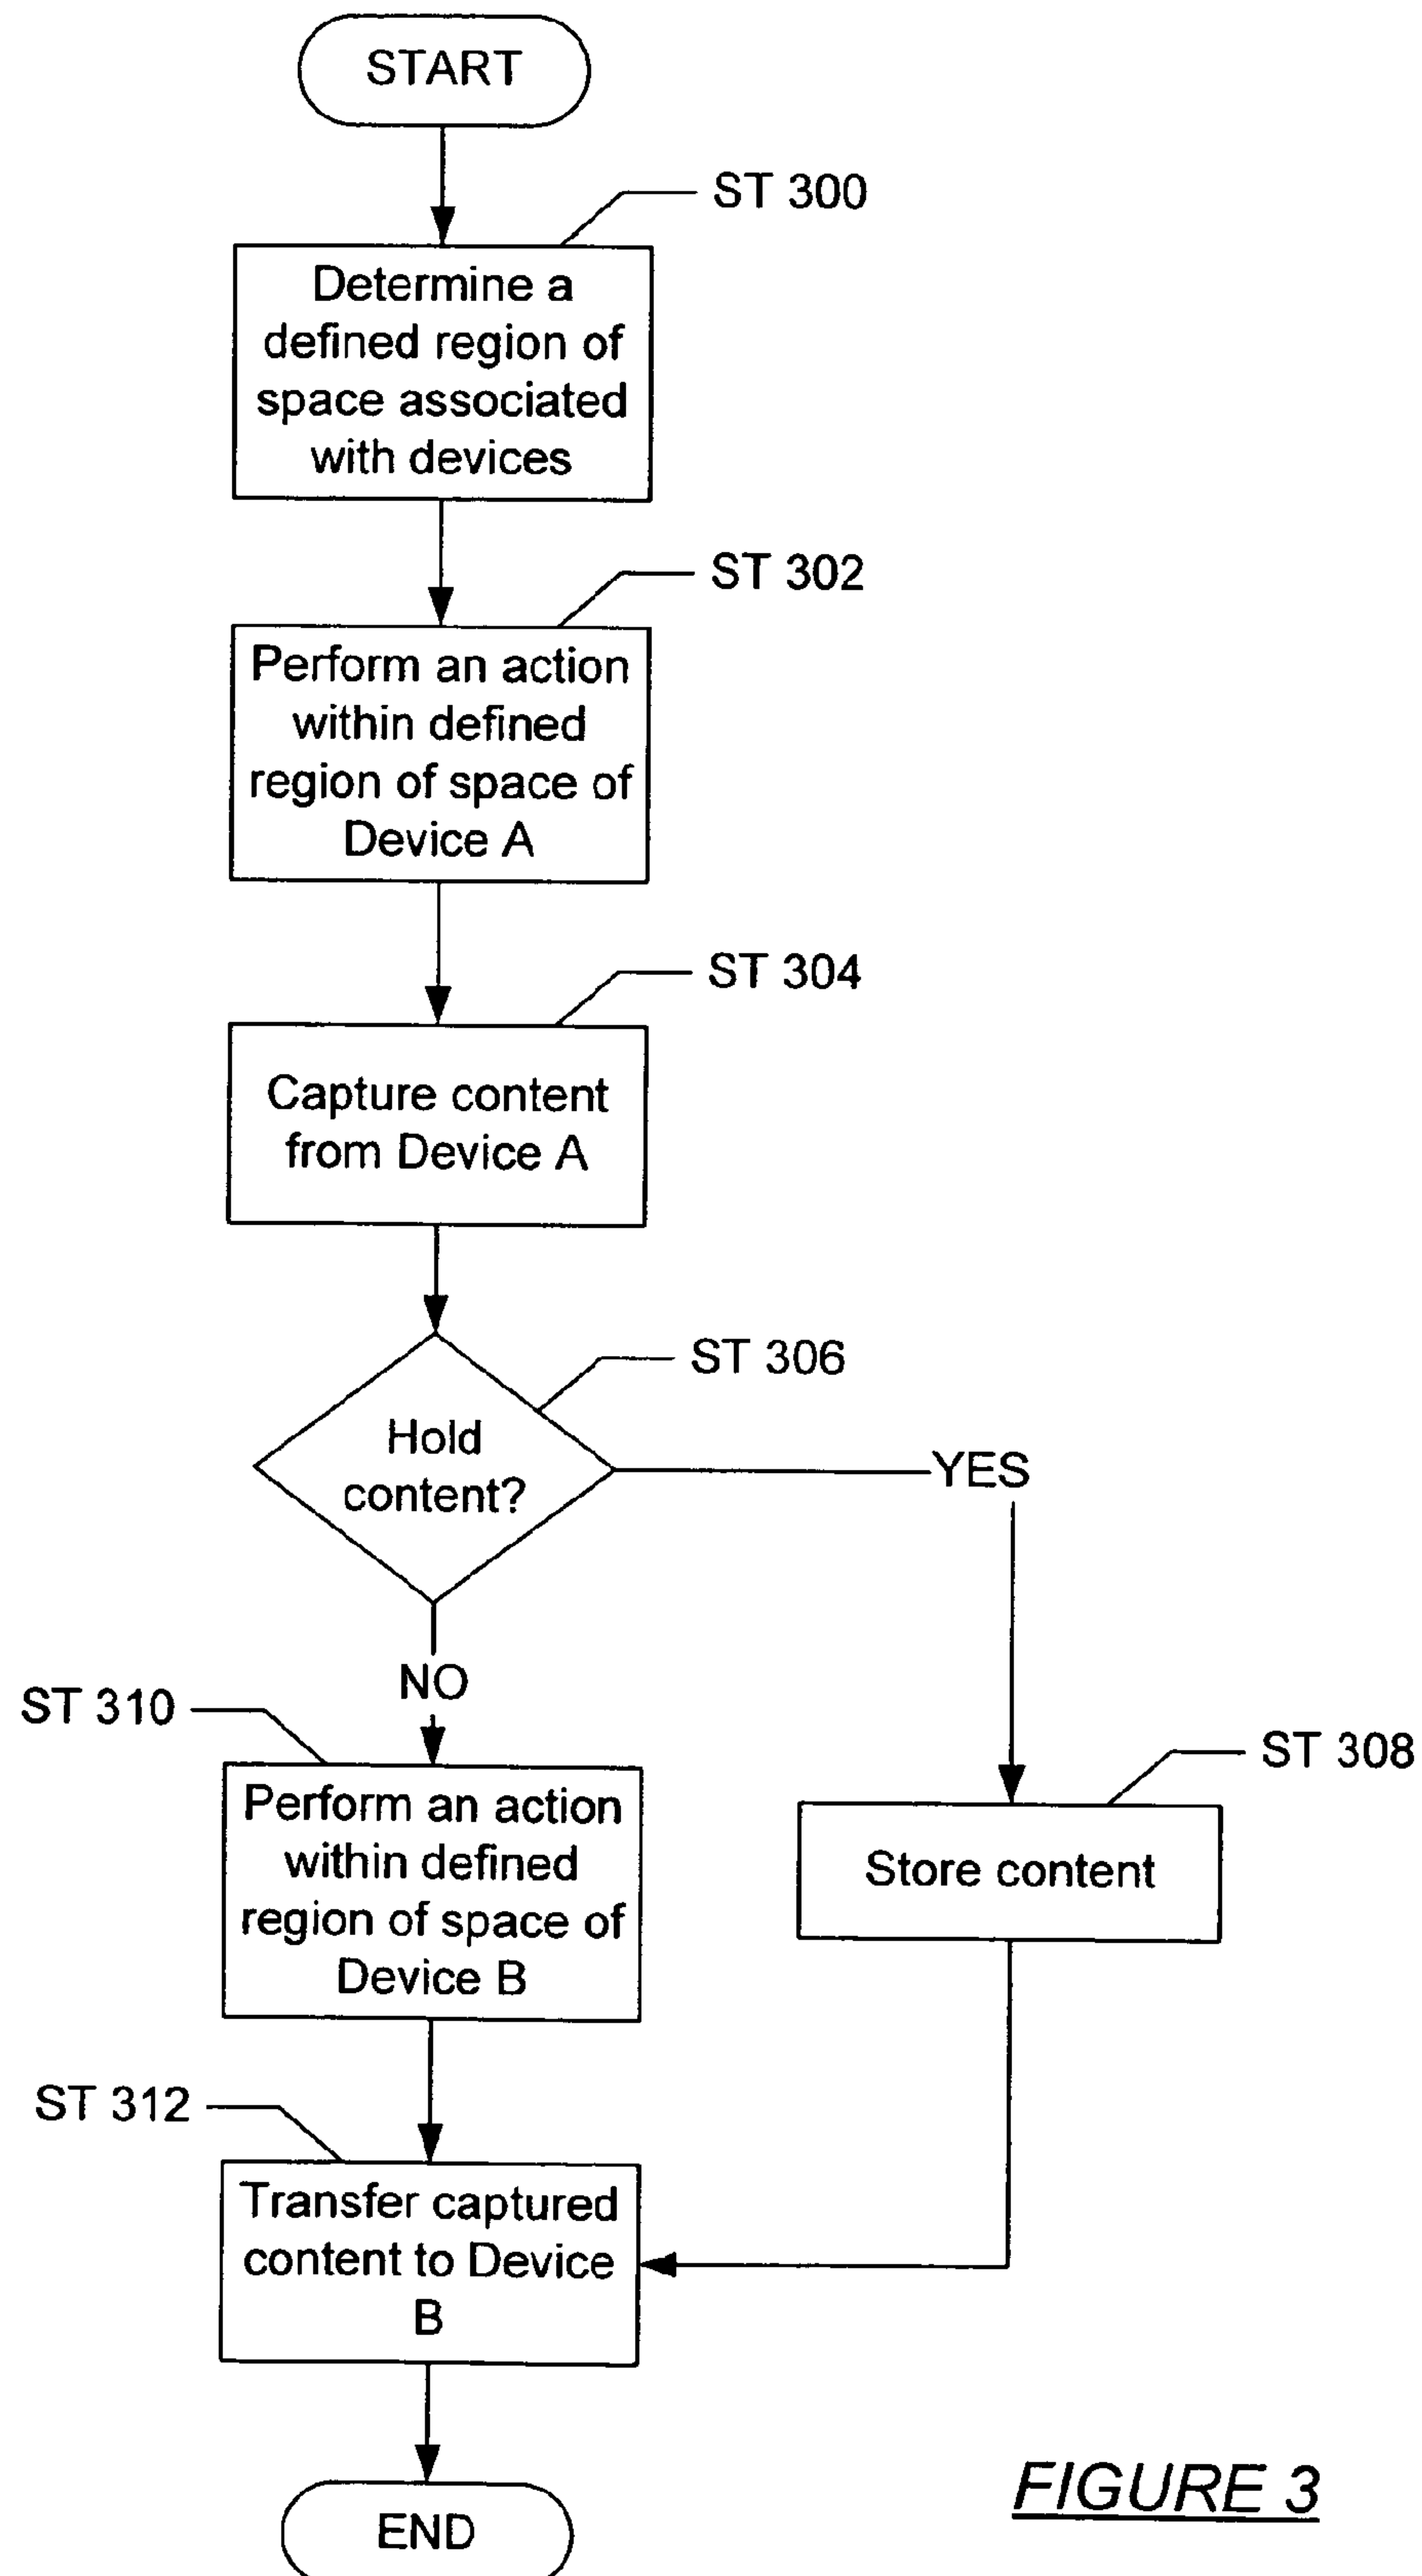 START
ST 300
Determine a
defined region of
space associated
with devices
ST 302
Perform an action
within defined
region of space of
Device A
ST 304
Capture content
from Device A
ST 306
Hold
content?
YES
NO
ST 310
Perform an action
within defined
region of space of
Device B
ST 308
Store content
ST 312
Transfer captured
content to Device
B
END
FIGURE 3